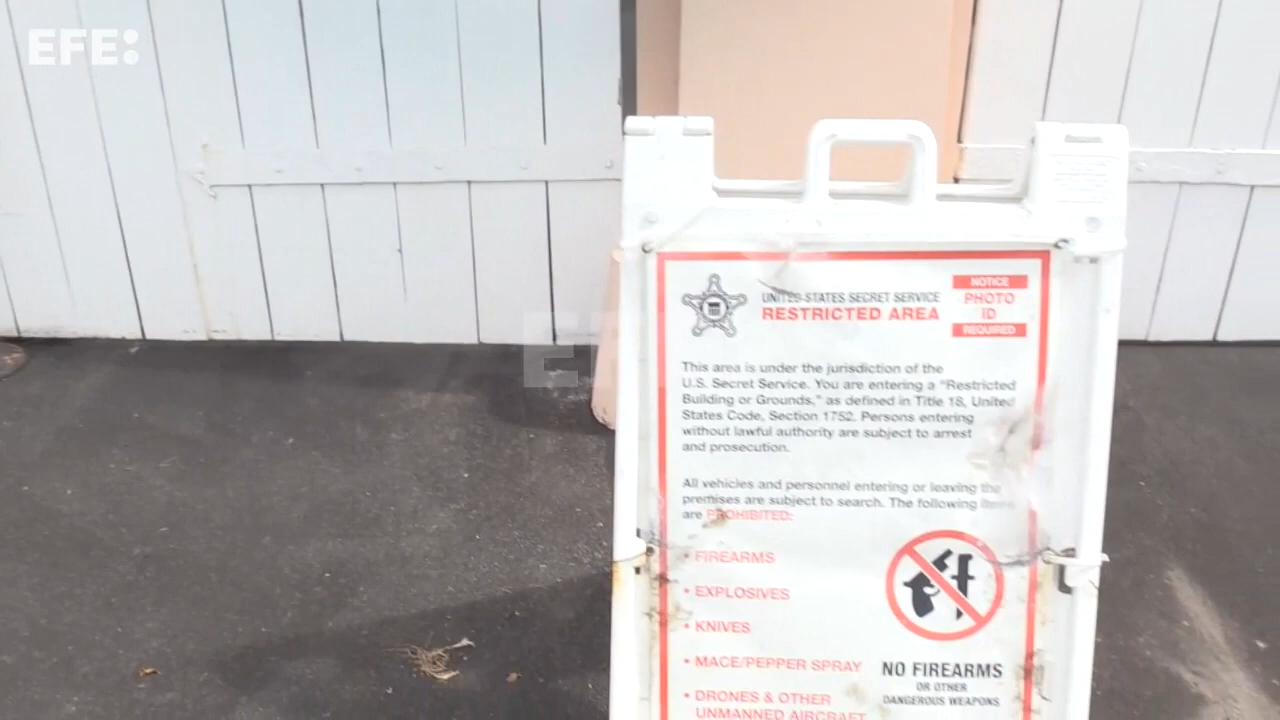 EFE:
UNITED STATES SECRET SERVICE
RESTRICTED AREA
NOTICE
PHOTO
ID
REQUIRED
This area is under the jurisdiction of the
U.S. Secret Service. You are entering a “Restricted
Building or Grounds,” as defined in Title 18, United
States Code, Section 1752. Persons entering
without lawful authority are subject to arrest
and prosecution.
All vehicles and personnel entering or leaving the
premises are subject to search. The following items
are PROHIBITED:
• FIREARMS
• EXPLOSIVES
• KNIVES
• MACE/PEPPER SPRAY
• DRONES & OTHER
UNMANNED AIRCRAFT
NO FIREARMS
OR OTHER
DANGEROUS WEAPONS